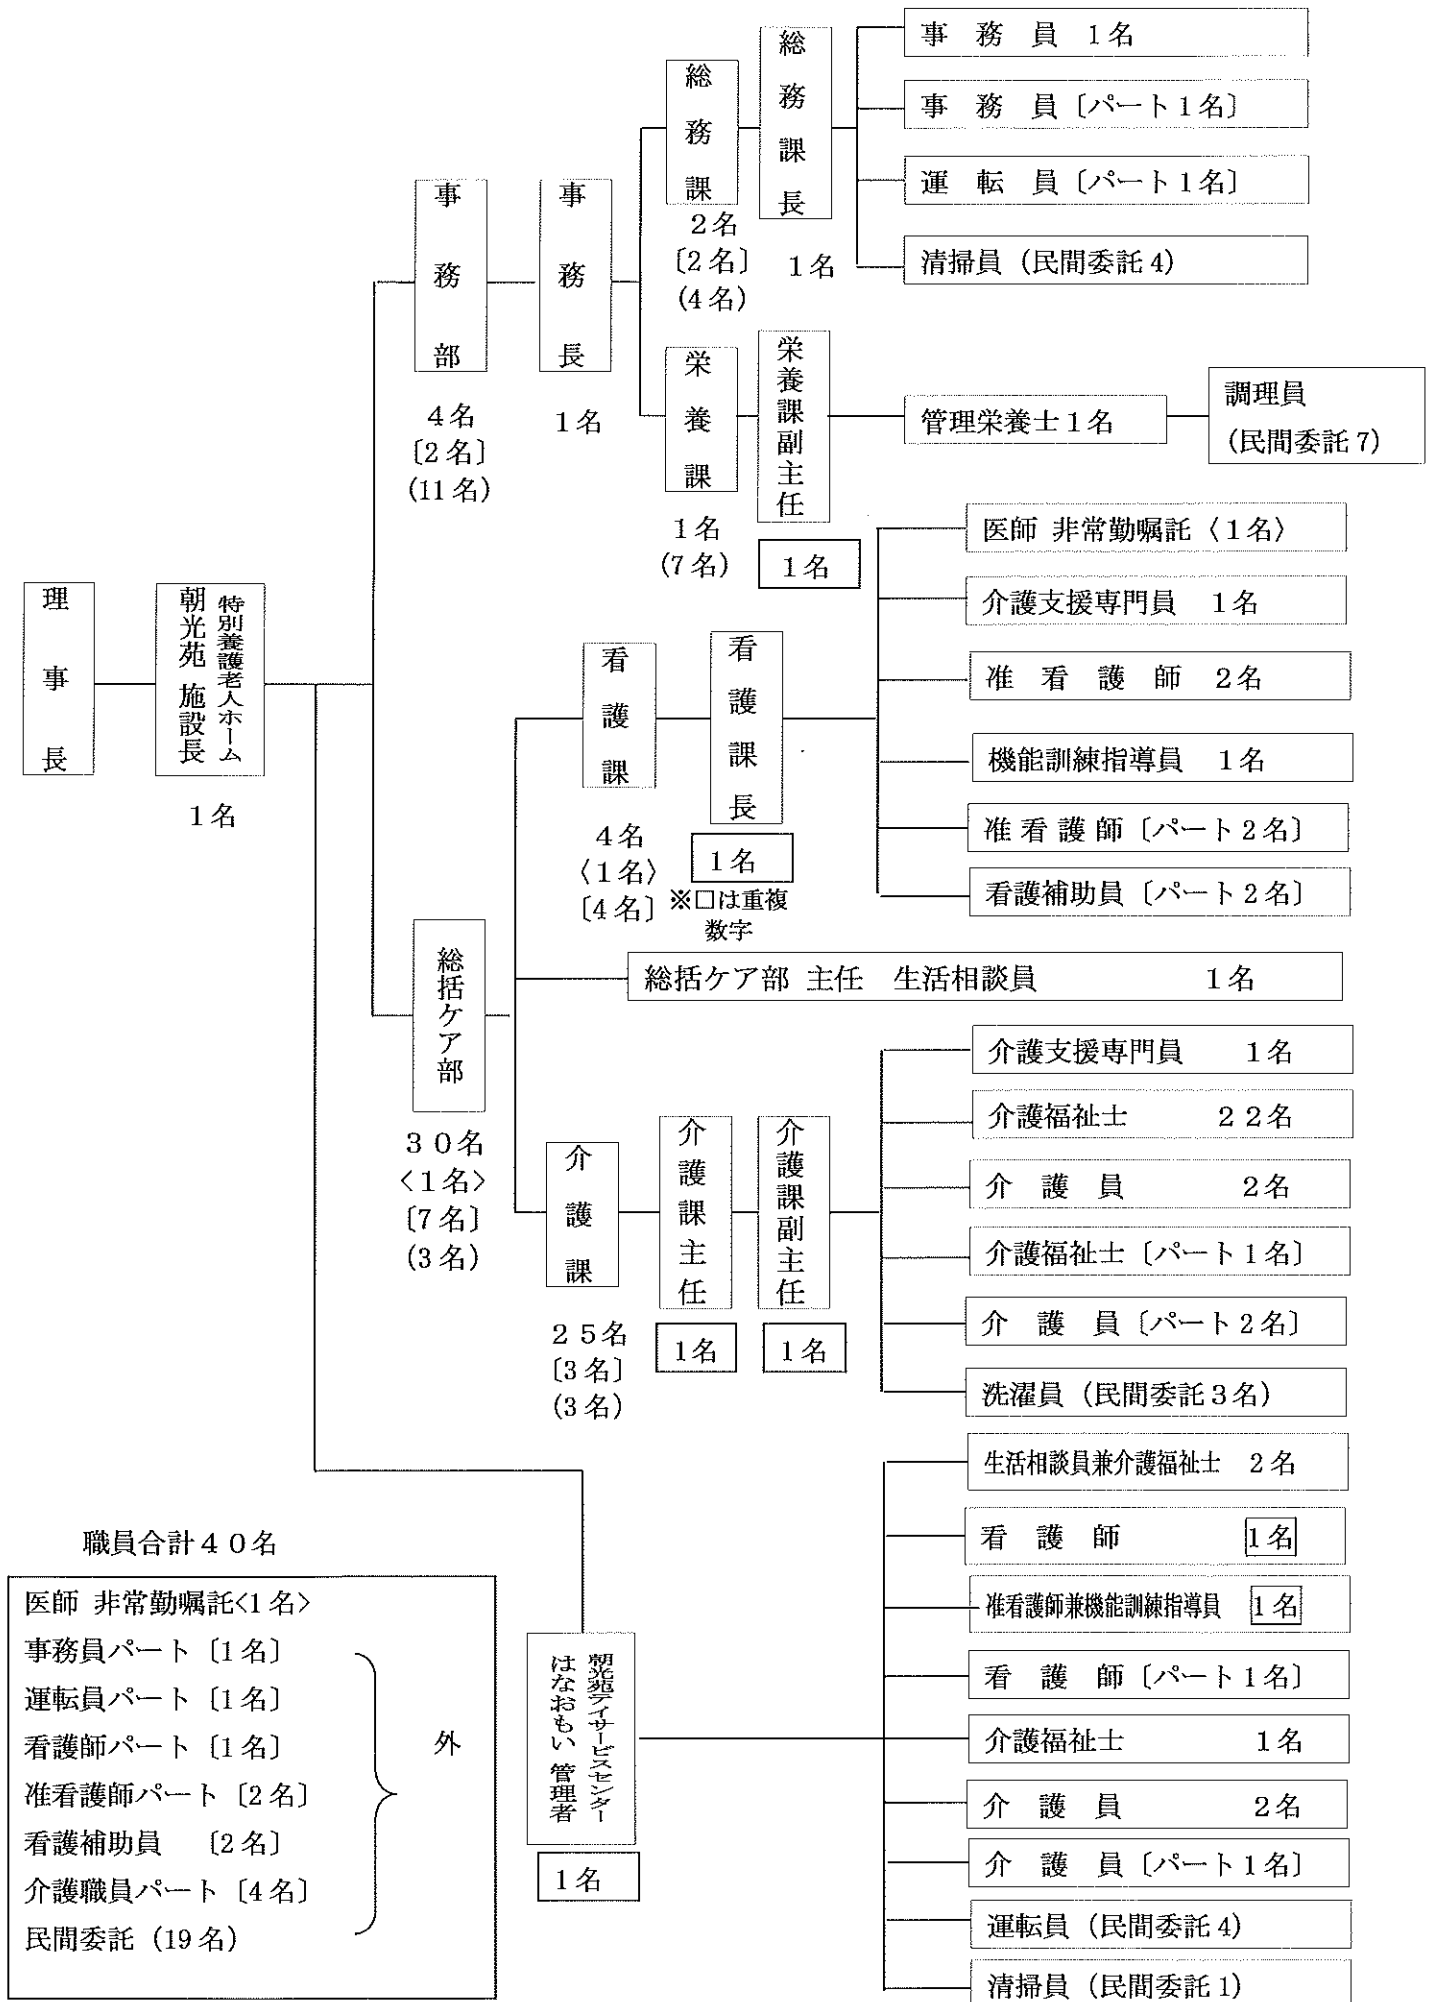 理事長
特別養護老人ホーム
朝光苑 施設長
1名
事務部
4名
〔2名〕
(11名)
事務長
1名
総務課
2名
〔2名〕
(4名)
総務課長
1名
事 務 員 1名
事 務 員〔パート1名〕
運 転 員〔パート1名〕
清掃員 (民間委託4)
栄養課
1名
(7名)
栄養課副主任
1名
管理栄養士1名
調理員
(民間委託7)
総括ケア部
30名
<1名>
〔7名〕
(3名)
看護課
4名
〈1名〉
〔4名〕
看護課長
1名
※□は重複
数字
医師 非常勤嘱託〈1名〉
介護支援専門員 1名
准 看 護 師 2名
機能訓練指導員 1名
准看護師〔パート2名〕
看護補助員〔パート2名〕
総括ケア部 主任 生活相談員 1名
介護課
25名
〔3名〕
(3名)
介護課主任
1名
介護課副主任
1名
介護支援専門員 1名
介護福祉士 22名
介 護 員 2名
介護福祉士〔パート1名〕
介 護 員〔パート2名〕
洗濯員 (民間委託3名)
朝光苑デイサービスセンター
はなおもい 管理者
1名
生活相談員兼介護福祉士 2名
看 護 師 1名
准看護師兼機能訓練指導員 1名
看 護 師〔パート1名〕
介護福祉士 1名
介 護 員 2名
介 護 員〔パート1名〕
運転員 (民間委託4)
清掃員 (民間委託1)
職員合計40名
医師 非常勤嘱託<1名>
事務員パート〔1名〕
運転員パート〔1名〕
看護師パート〔1名〕
准看護師パート〔2名〕
看護補助員 〔2名〕
介護職員パート〔4名〕
民間委託 (19名)
外